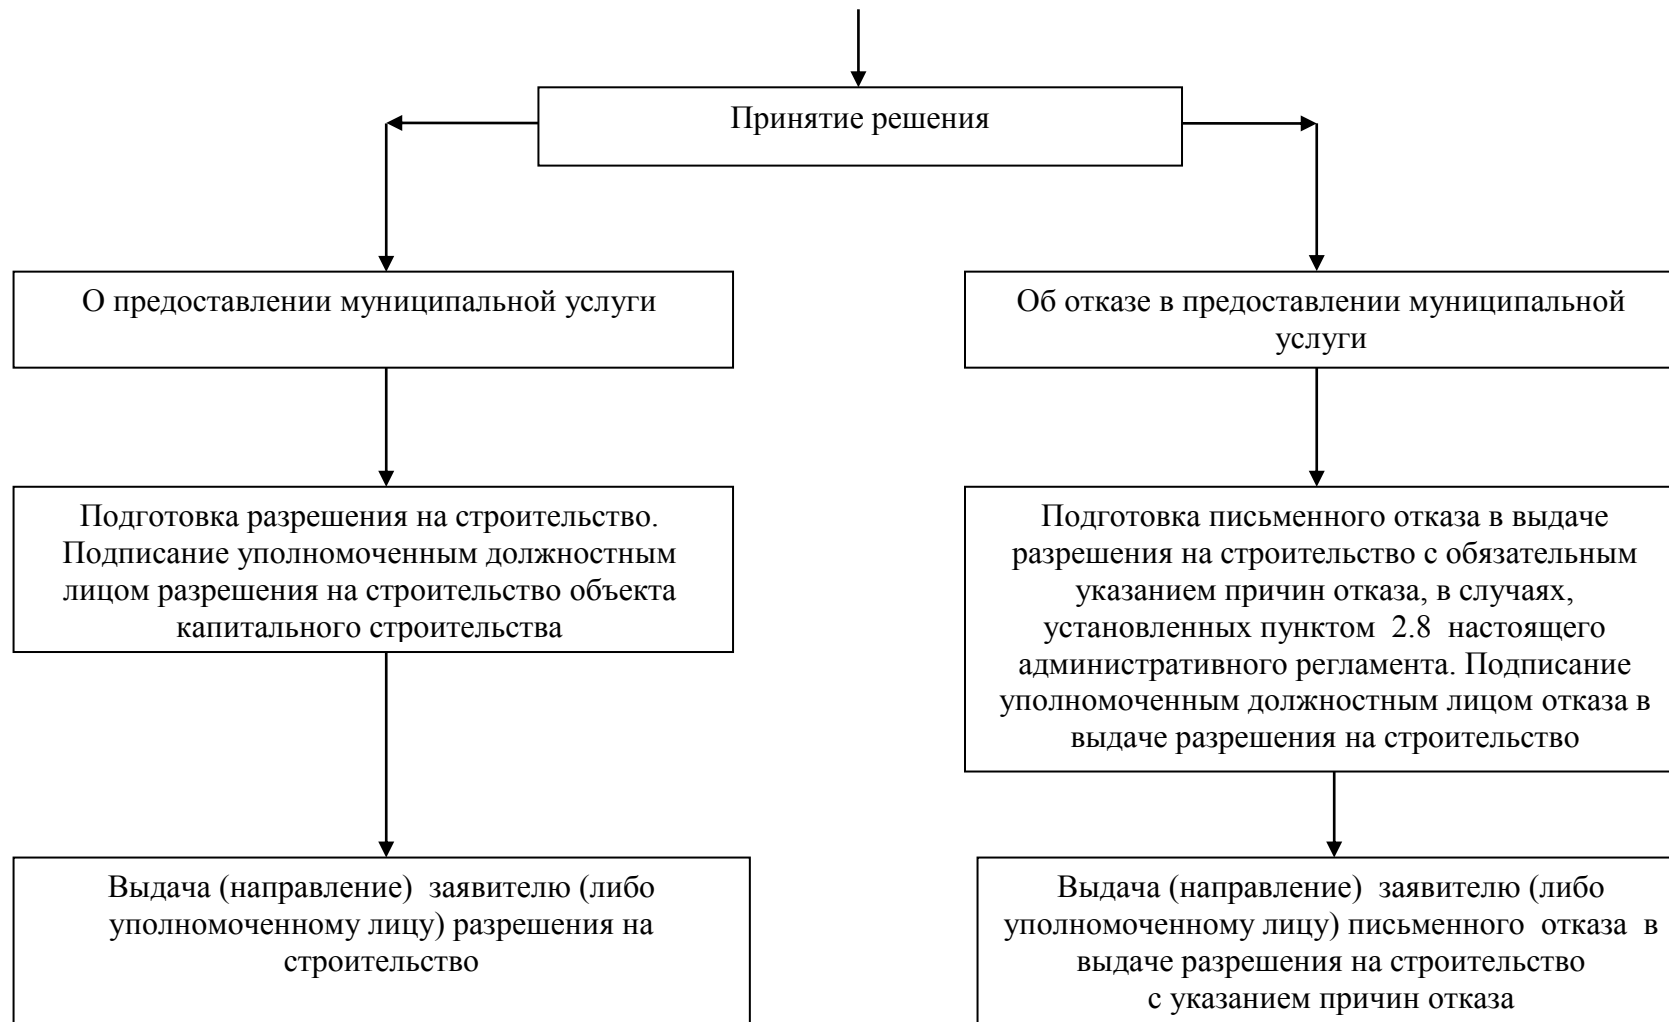 Принятие решения
О предоставлении муниципальной услуги
Об отказе в предоставлении муниципальной
услуги
Подготовка разрешения на строительство.
Подписание уполномоченным должностным
лицом разрешения на строительство объекта
капитального строительства
Подготовка письменного отказа в выдаче
разрешения на строительство с обязательным
указанием причин отказа, в случаях,
установленных пунктом  2.8  настоящего
административного регламента. Подписание
уполномоченным должностным лицом отказа в
выдаче разрешения на строительство
Выдача (направление)  заявителю (либо
уполномоченному лицу) разрешения на
строительство
Выдача (направление)  заявителю (либо
уполномоченному лицу) письменного  отказа  в
выдаче разрешения на строительство
с указанием причин отказа